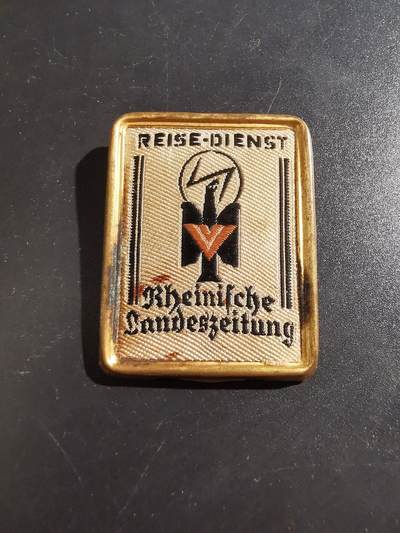 REISE-DIENST
V
Rheinische
Landeszeitung